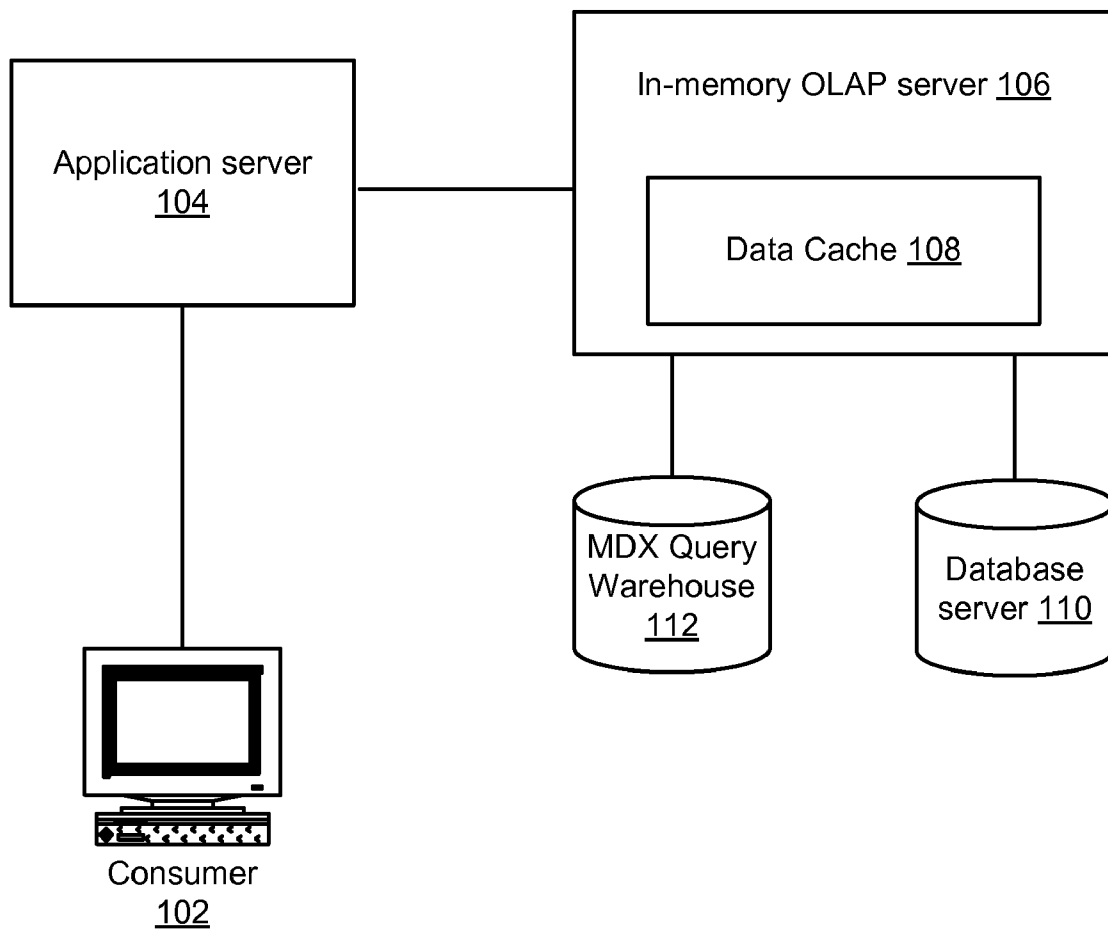 In-memory OLAP server 106
Application server
104
Data Cache 108
MDX Query
Warehouse
112
Database
server 110
Consumer
102